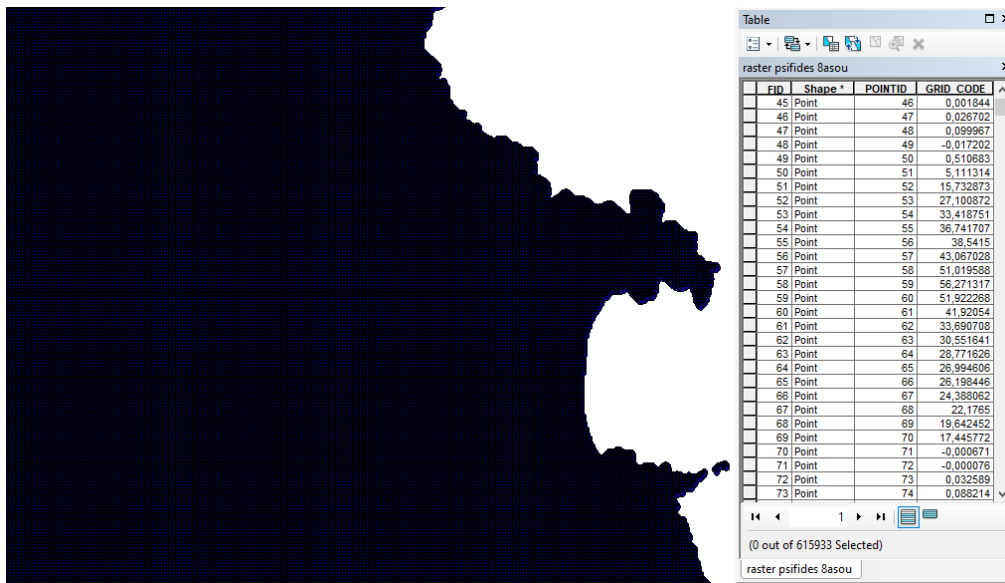 Table
raster psifides 8asou
FID Shape * POINTID GRID_CODE
45 Point 46 0,001844
46 Point 47 0,026702
47 Point 48 0,099967
48 Point 49 -0,017202
49 Point 50 0,510683
50 Point 51 5,111314
51 Point 52 15,732873
52 Point 53 27,100872
53 Point 54 33,418751
54 Point 55 36,741707
55 Point 56 38,5415
56 Point 57 43,067028
57 Point 58 51,019588
58 Point 59 56,271317
59 Point 60 51,922268
60 Point 61 41,92054
61 Point 62 33,690708
62 Point 63 30,551641
63 Point 64 28,771626
64 Point 65 26,994606
65 Point 66 26,198446
66 Point 67 24,388062
67 Point 68 22,1765
68 Point 69 19,642452
69 Point 70 17,445772
70 Point 71 -0,000671
71 Point 72 -0,000076
72 Point 73 0,032589
73 Point 74 0,088214
1
(0 out of 615933 Selected)
raster psifides 8asou